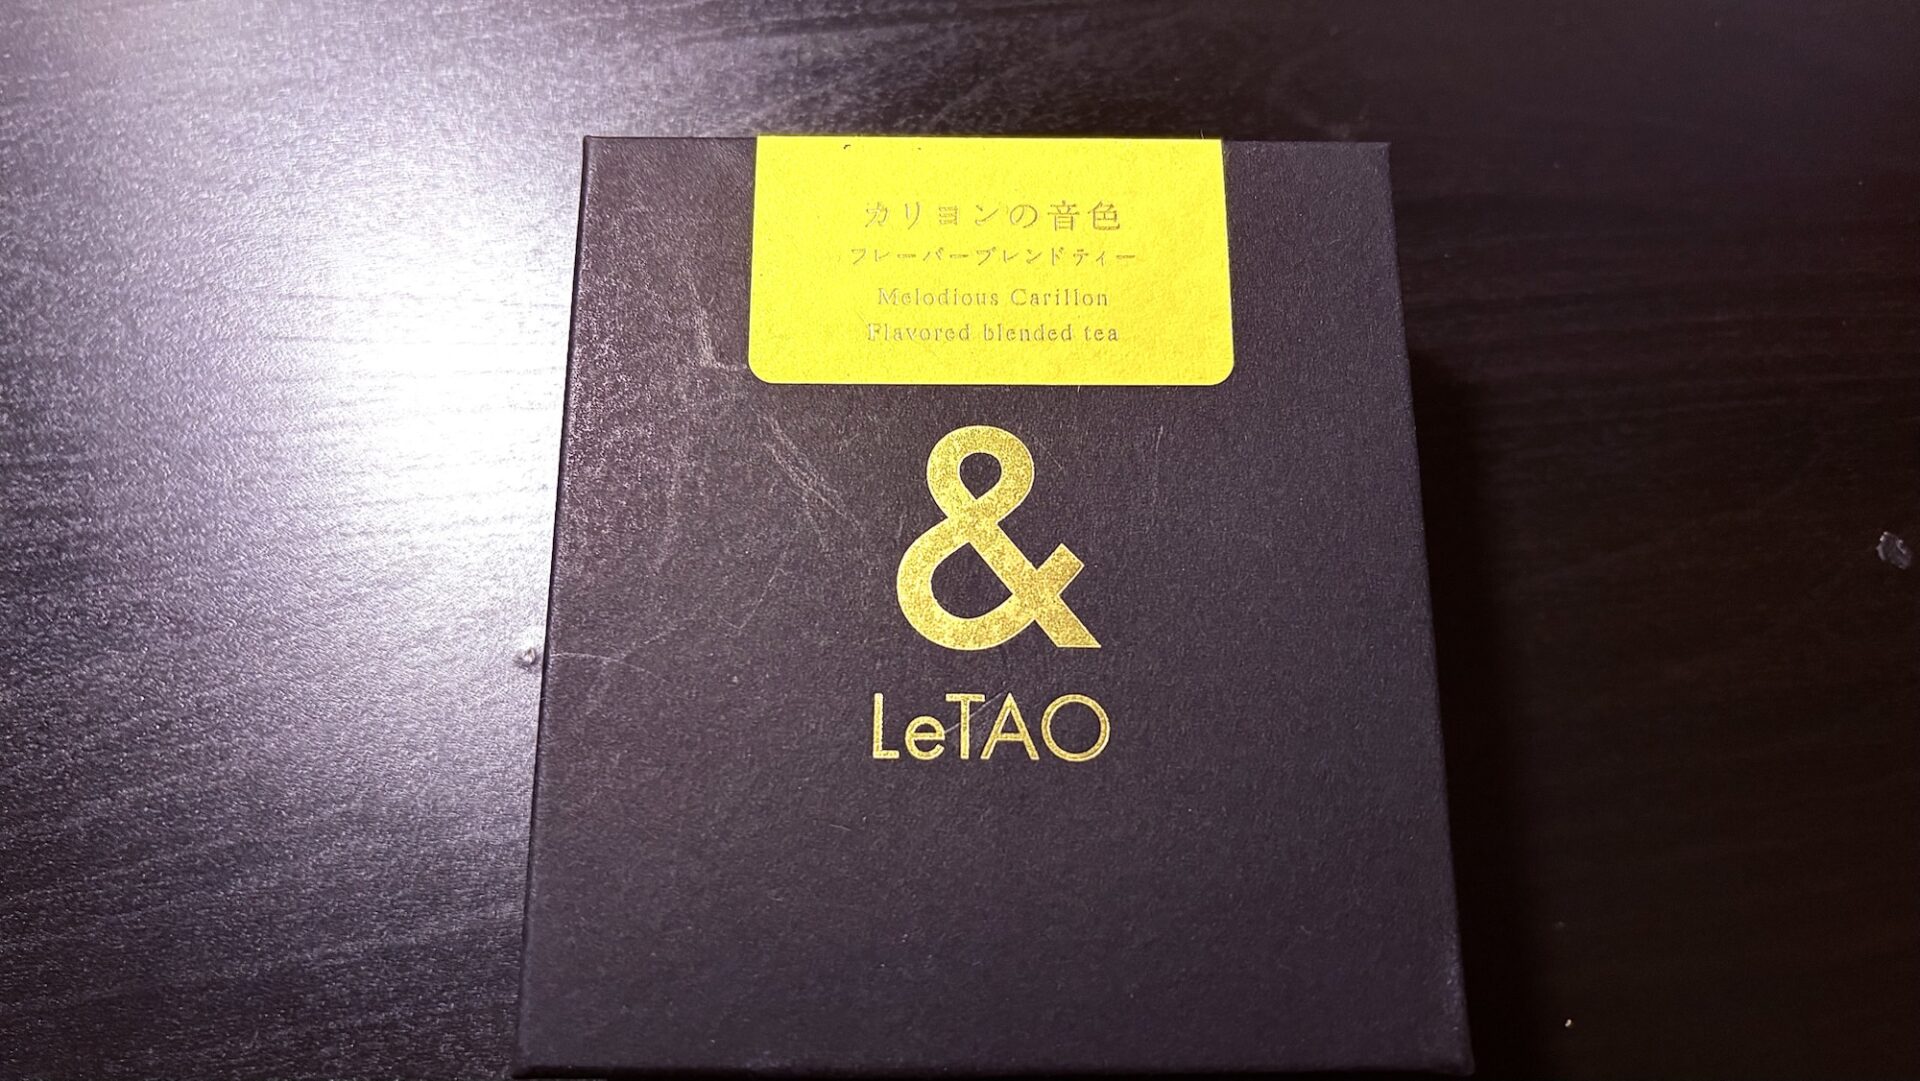 カリヨンの音色
フレーバーブレンドティー
Melodious Carillon
Flavored blended tea
&
LeTAO